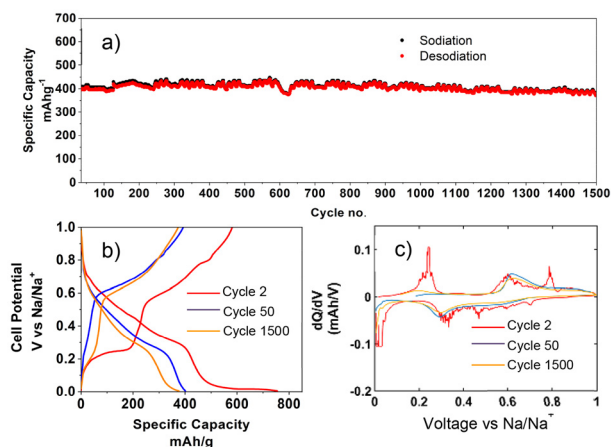 a)
Specific Capacity
mAhg-1
700
600
500
400
300
200
100
0
Sodiation
Desodiation
100 200 300 400 500 600 700 800 900 1000 1100 1200 1300 1400 1500
Cycle no.
b)
Cell Potential
V vs Na/Na+
1.0
0.8
0.6
0.4
0.2
0.0
Cycle 2
Cycle 50
Cycle 1500
0 200 400 600 800
Specific Capacity
mAh/g
c)
dQ/dV
(mAh/V)
0.1
0
-0.1
Cycle 2
Cycle 50
Cycle 1500
0 0.2 0.4 0.6 0.8 1
Voltage vs Na/Na+